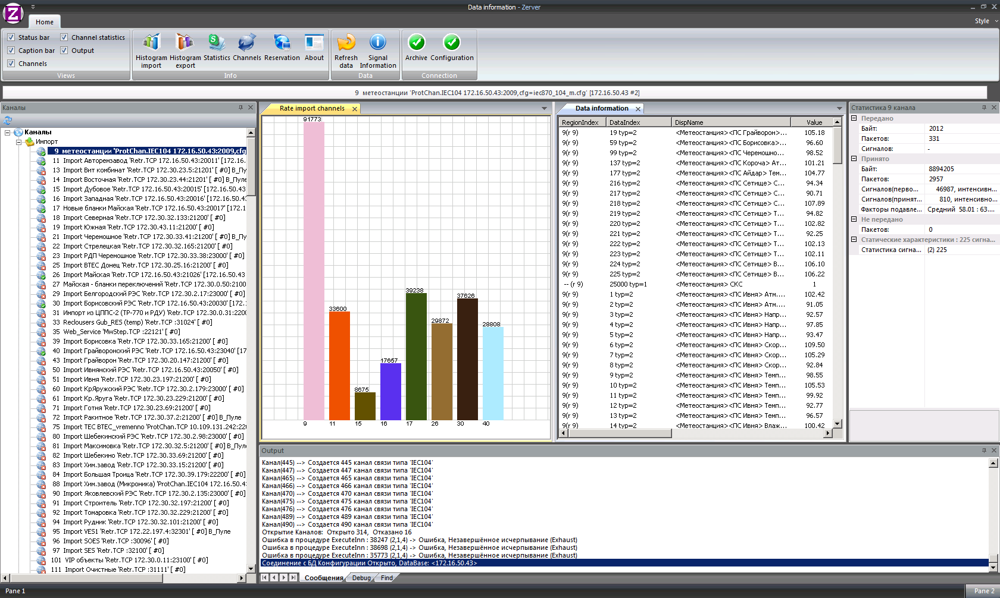 Data information - Zerver
Home
Style
Status bar
Channel statistics
Caption bar
Output
Channels
Views
Histogram import
Histogram export
Statistics
Channels
Reservation
About
Info
Refresh data
Signal Information
Data
Archive
Configuration
Connection
9 метеостанции 'ProtChan.IEC104 172.16.50.43:2009,cfg=iec870_104_m.cfg' [172.16.50.43 #2]
Каналы
Каналы
Импорт
9 метеостанции 'ProtChan.IEC104 172.16.50.43:2009,cfg
11 Import Авторемзавод 'Retr.TCP 172.16.50.43:20011' [172.16.
13 Import Вит комбинат 'Retr.TCP 172.30.23.5:21201' [ #0] В_Пуле
14 Import Восточная 'Retr.TCP 172.30.23.44:21201' [ #0]
15 Import Дубовое 'Retr.TCP 172.16.50.43:20015' [172.16.50.43
16 Import Западная 'Retr.TCP 172.16.50.43:20016' [172.16.50.43
17 Новые бланки Майская 'Retr.TCP 172.16.50.43:20017' [172.1
18 Import Северная 'Retr.TCP 172.30.32.133:21200' [ #0]
19 Import Южная 'Retr.TCP 172.30.43.11:21200' [ #0]
21 Import Черемошное 'Retr.TCP 172.30.33.41:21200' [ #0] В_Пу
22 Import Стрелецкая 'Retr.TCP 172.30.32.165:21200' [ #0]
23 Import РДП Черемошное 'Retr.TCP 172.30.33.38:23000' [ #0]
25 Import ВТЕС Донец 'Retr.TCP 172.30.25.16:21200' [ #0]
26 Import Майская 'Retr.TCP 172.16.50.43:21026' [172.16.50.43
27 Майская - бланки переключений 'Retr.TCP 172.30.0.50:2100
29 Import Белгородский РЭС 'Retr.TCP 172.30.2.17:23000' [ #0]
30 Import Борисовский РЭС 'Retr.TCP 172.16.50.43:20030' [172
31 Импорт из ЦППС-2 (ТР-770 и РДУ) 'Retr.TCP 172.30.0.31:2200
33 Reclousers Gub_RES (temp) 'Retr.TCP :31024' [ #0]
35 Web_Service 'MwStep.TCP :22121' [ #0]
39 Import Борисовка 'Retr.TCP 172.30.33.165:21200' [ #0]
40 Import Грайворонский РЭС 'Retr.TCP 172.16.50.43:23040' [17
43 Import Грайворон 'Retr.TCP 172.30.20.147:21200' [ #0]
50 Import Ивнянский РЭС 'Retr.TCP 172.16.50.43:20050' [ #0]
51 Import Ивня 'Retr.TCP 172.30.23.197:21200' [ #0]
60 Import КрЯружский РЭС 'Retr.TCP 172.30.2.179:23000' [ #0]
61 Import Кр.Яруга 'Retr.TCP 172.30.23.229:21200' [ #0]
71 Import Готня 'Retr.TCP 172.30.23.69:21200' [ #0]
72 Import Ракитное 'Retr.TCP 172.30.37.2:21200' [ #0] В_Пуле
75 Import TEC BTEC_vremenno 'ProtChan.TCP 10.109.131.242:220
80 Import Шебекинский РЭС 'Retr.TCP 172.30.2.98:23000' [ #0]
81 Import Максимовка 'Retr.TCP 172.30.32.5:21200' [ #0] В_Пуле
82 Import Шебекино 'Retr.TCP 172.30.33.69:21200' [ #0]
83 Import Хим.завод 'Retr.TCP 172.30.33.15:21200' [ #0]
84 Import Большая Троица 'Retr.TCP 172.30.39.179:22200' [ #0]
88 Import Хим.завод (Микроника) 'ProtChan.IEC104 172.16.50.43
90 Import Яковлевский РЭС 'Retr.TCP 172.30.2.135:23000' [ #0]
91 Import Строитель 'Retr.TCP 172.30.32.197:21200' [ #0]
92 Import Томаровка 'Retr.TCP 172.30.32.229:21200' [ #0]
94 Import Рудник 'Retr.TCP 172.30.32.101:21200' [ #0]
95 Import VES1 'Retr.TCP 172.22.197.4:32301' [ #0] В_Пуле
96 Import SOES 'Retr.TCP :30096' [ #0]
97 Import SES 'Retr.TCP :32100' [ #0]
101 VIP объекты 'Retr.TCP 172.30.0.11:23100' [ #0]
111 Import Очистные 'Retr.TCP :31111' [ #0]
Rate import channels
91773
33600
8675
17657
39238
29872
37626
28808
9 11 15 16 17 26 30 40
Data information
RegionIndex DataIndex DispName Value
9(r 9) 19 typ=2 <Метеостанция><ПС Грайворон>... 105.18
9(r 9) 59 typ=2 <Метеостанция><ПС Борисовка>... 96.60
9(r 9) 99 typ=2 <Метеостанция><ПС Черемошно... 98.52
9(r 9) 137 typ=2 <Метеостанция><ПС Короча> Ат... 101.21
9(r 9) 177 typ=2 <Метеостанция><ПС Айдар> Тем... 104.77
9(r 9) 216 typ=2 <Метеостанция><ПС Сетище> С... 94.34
9(r 9) 217 typ=2 <Метеостанция><ПС Сетище> С... 90.71
9(r 9) 218 typ=2 <Метеостанция><ПС Сетище> С... 107.89
9(r 9) 219 typ=2 <Метеостанция><ПС Сетище> Т... 94.82
9(r 9) 220 typ=2 <Метеостанция><ПС Сетище> Т... 102.82
9(r 9) 221 typ=2 <Метеостанция><ПС Сетище> Т... 92.25
9(r 9) 222 typ=2 <Метеостанция><ПС Сетище> Т... 102.13
9(r 9) 223 typ=2 <Метеостанция><ПС Сетище> Т... 102.11
9(r 9) 224 typ=2 <Метеостанция><ПС Сетище> В... 106.10
9(r 9) 225 typ=2 <Метеостанция><ПС Сетище> В... 106.22
-- (r 9) 25000 typ=1 <Метеостанция> СКС 1
9(r 9) 1 typ=2 <Метеостанция><ПС Ивня> Атм.... 102.42
9(r 9) 2 typ=2 <Метеостанция><ПС Ивня> Атм.... 91.05
9(r 9) 3 typ=2 <Метеостанция><ПС Ивня> Напр... 92.57
9(r 9) 4 typ=2 <Метеостанция><ПС Ивня> Напр... 97.85
9(r 9) 5 typ=2 <Метеостанция><ПС Ивня> Напр... 93.47
9(r 9) 6 typ=2 <Метеостанция><ПС Ивня> Скор... 109.50
9(r 9) 7 typ=2 <Метеостанция><ПС Ивня> Скор... 105.29
9(r 9) 8 typ=2 <Метеостанция><ПС Ивня> Скор... 92.84
9(r 9) 9 typ=2 <Метеостанция><ПС Ивня> Темп... 98.55
9(r 9) 10 typ=2 <Метеостанция><ПС Ивня> Темп... 105.53
9(r 9) 11 typ=2 <Метеостанция><ПС Ивня> Темп... 99.92
9(r 9) 12 typ=2 <Метеостанция><ПС Ивня> Темп... 92.77
9(r 9) 13 typ=2 <Метеостанция><ПС Ивня> Темп... 96.57
9(r 9) 14 typ=2 <Метеостанция><ПС Ивня> Влаж... 100.42
Статистика 9 канала
Передано
Байт: 2012
Пакетов: 331
Сигналов: -
Принято
Байт: 8894205
Пакетов: 2957
Сигналов(перво... 46987, интенсивн...
Сигналов(принят... 810, интенсивно...
Факторы подавле... Средний 58.01 : 63....
Не передано
Пакетов: 0
Статические характеристики : 225 сигна...
Статистика сигна... (2) 225
Output
Канал(445) --> Создается 445 канал связи типа 'IEC104'
Канал(447) --> Создается 447 канал связи типа 'IEC104'
Канал(465) --> Создается 465 канал связи типа 'IEC104'
Канал(466) --> Создается 466 канал связи типа 'IEC104'
Канал(470) --> Создается 470 канал связи типа 'IEC104'
Канал(475) --> Создается 475 канал связи типа 'IEC104'
Канал(476) --> Создается 476 канал связи типа 'IEC104'
Канал(489) --> Создается 489 канал связи типа 'IEC104'
Канал(490) --> Создается 490 канал связи типа 'IEC104'
Открытие Каналов: Открыто 314, Отказано 16
Ошибка в процедуре ExecuteInn : 38247 (2,1,4) -> Ошибка, Незавершённое исчерпывание (Exhaust)
Ошибка в процедуре ExecuteInn : 38698 (2,1,4) -> Ошибка, Незавершённое исчерпывание (Exhaust)
Ошибка в процедуре ExecuteInn : 35773 (2,1,4) -> Ошибка, Незавершённое исчерпывание (Exhaust)
Соединение с БД Конфигурации Открыто, DataBase: <172.16.50.43>
Сообщения Debug Find
Pane 1
Pane 2